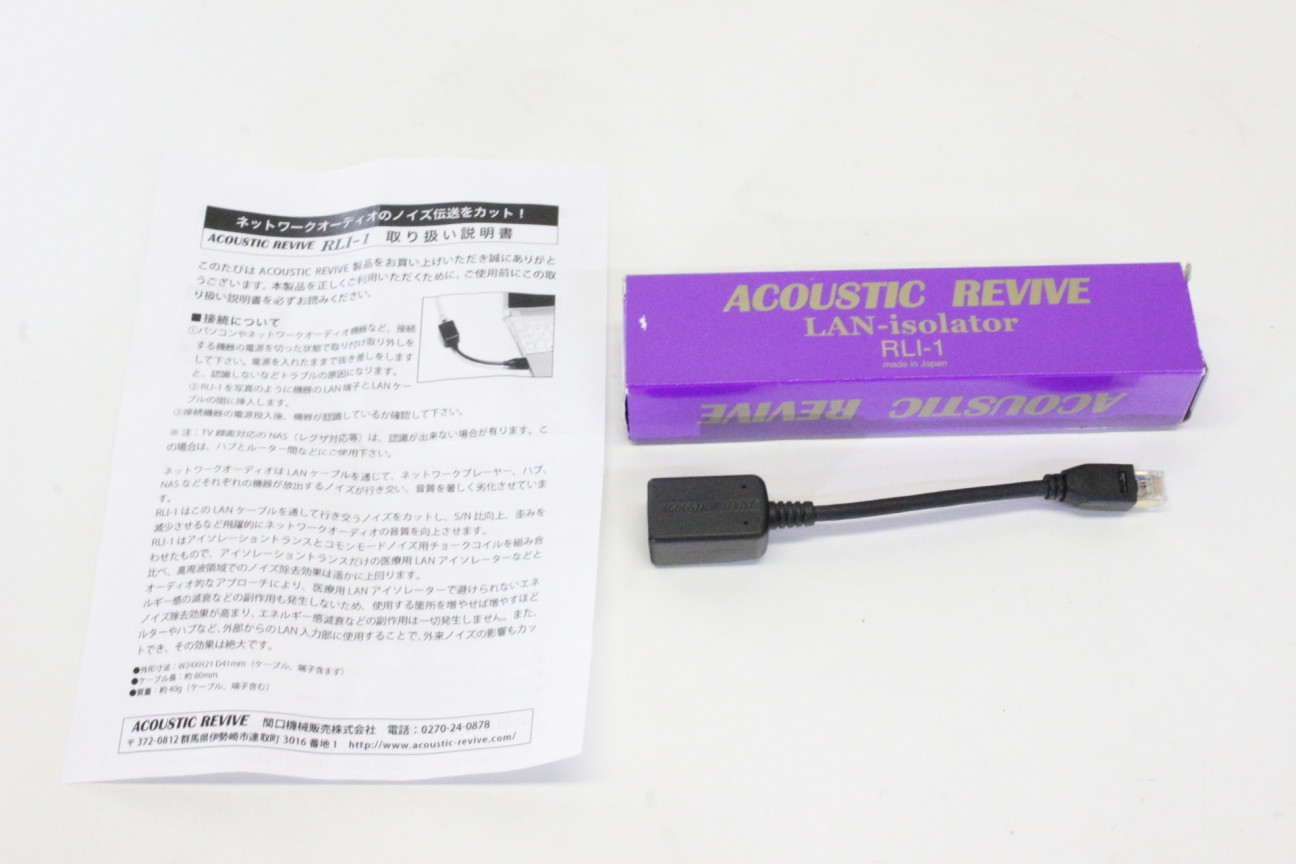 ネットワークオーディオのノイズ伝送をカット！
ACOUSTIC REVIVE RLI-1 取り扱い説明書
このたびは ACOUSTIC REVIVE 製品をお買い上げいただき誠にありがと
うございます。本製品を正しくご利用いただくために、ご使用前にこの取
り扱い説明書を必ずお読みください。
■接続について
①パソコンやネットワークオーディオ機器など、接続
する機器の電源を切った状態で取り付け取り外しを
して下さい。電源を入れたままで抜き差しをします
と、認識しないなどトラブルの原因になります。
②RLI-1を写真のように機器のLAN端子とLANケー
ブルの間に挿入します。
③接続機器の電源投入後、機器が認識しているか確認して下さい。
※ 注：TV 録画対応の NAS（レグザ対応等）は、認識が出来ない場合が有ります。こ
の場合は、ハブとルーター間などにご使用下さい。
ネットワークオーディオは LAN ケーブルを通じて、ネットワークプレーヤー、ハブ、
NAS などそれぞれの機器が放出するノイズが行き交い、音質を著しく劣化させていま
す。
RLI-1 はこの LAN ケーブルを通して行き交うノイズをカットし、S/N 比向上、歪みを
減少させるなど飛躍的にネットワークオーディオの音質を向上させます。
RLI-1 はアイソレーショントランスとコモンモードノイズ用チョークコイルを組み合
わせたもので、アイソレーショントランスだけの医療用 LAN アイソレーターなどと
比べ、高周波領域でのノイズ除去効果は遥かに上回ります。
オーディオ的なアプローチにより、医療用 LAN アイソレーターで避けられないエネ
ルギー感の減衰などの副作用も発生しないため、使用する箇所を増やせば増やすほど
ノイズ除去効果が高まり、エネルギー感減衰などの副作用は一切発生しません。また、
ルターやハブなど、外部からのLAN入力部に使用することで、外来ノイズの影響もカッ
トでき、その効果は絶大です。
●外形寸法：W24XH21 D41mm（ケーブル、端子含まず）
●ケーブル長：約 80mm
●質量：約 40g（ケーブル、端子含む）
ACOUSTIC REVIVE 関口機械販売株式会社 電話：0270-24-0878
〒372-0812 群馬県伊勢崎市連取町 3016 番地 1 http://www.acoustic-revive.com/
ACOUSTIC REVIVE
LAN-isolator
RLI-1
made in Japan
ACOUSTIC REVIVE